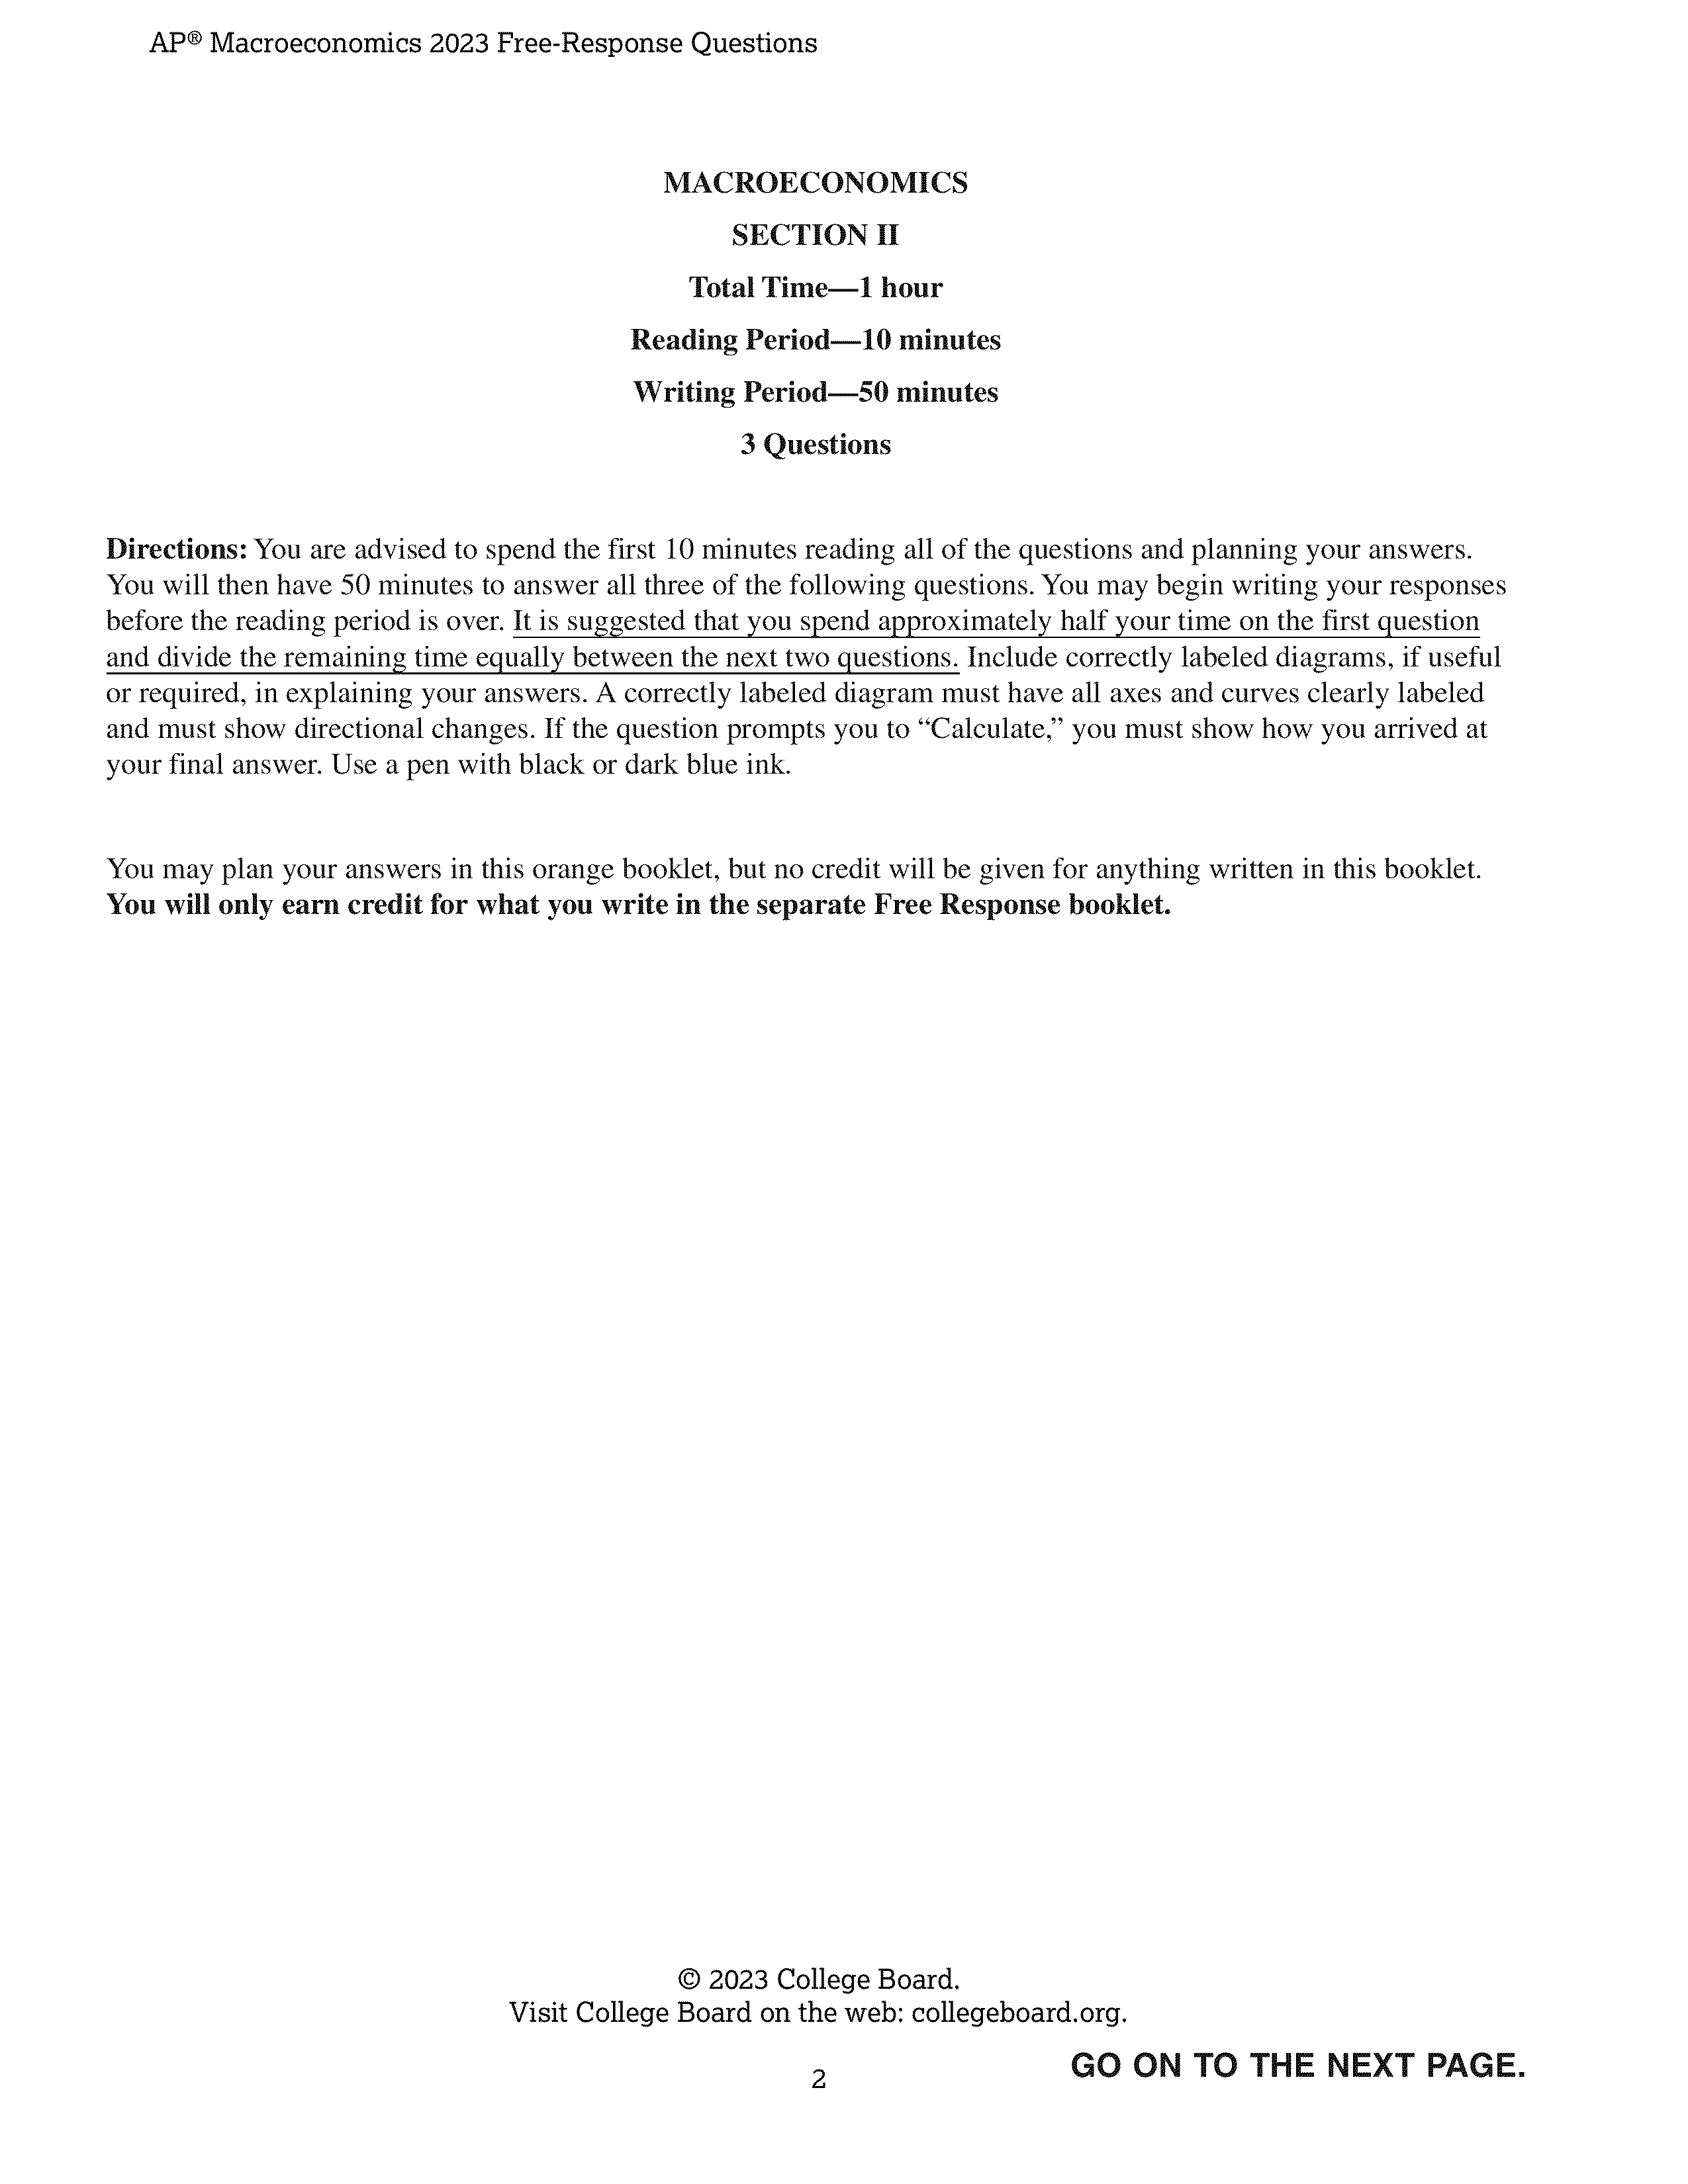 AP® Macroeconomics 2023 Free-Response Questions
MACROECONOMICS
SECTION II
Total Time—1 hour
Reading Period—10 minutes
Writing Period—50 minutes
3 Questions
Directions: You are advised to spend the first 10 minutes reading all of the questions and planning your answers.
You will then have 50 minutes to answer all three of the following questions. You may begin writing your responses
before the reading period is over. It is suggested that you spend approximately half your time on the first question
and divide the remaining time equally between the next two questions. Include correctly labeled diagrams, if useful
or required, in explaining your answers. A correctly labeled diagram must have all axes and curves clearly labeled
and must show directional changes. If the question prompts you to “Calculate,” you must show how you arrived at
your final answer. Use a pen with black or dark blue ink.
You may plan your answers in this orange booklet, but no credit will be given for anything written in this booklet.
You will only earn credit for what you write in the separate Free Response booklet.
© 2023 College Board.
Visit College Board on the web: collegeboard.org.
GO ON TO THE NEXT PAGE.
2